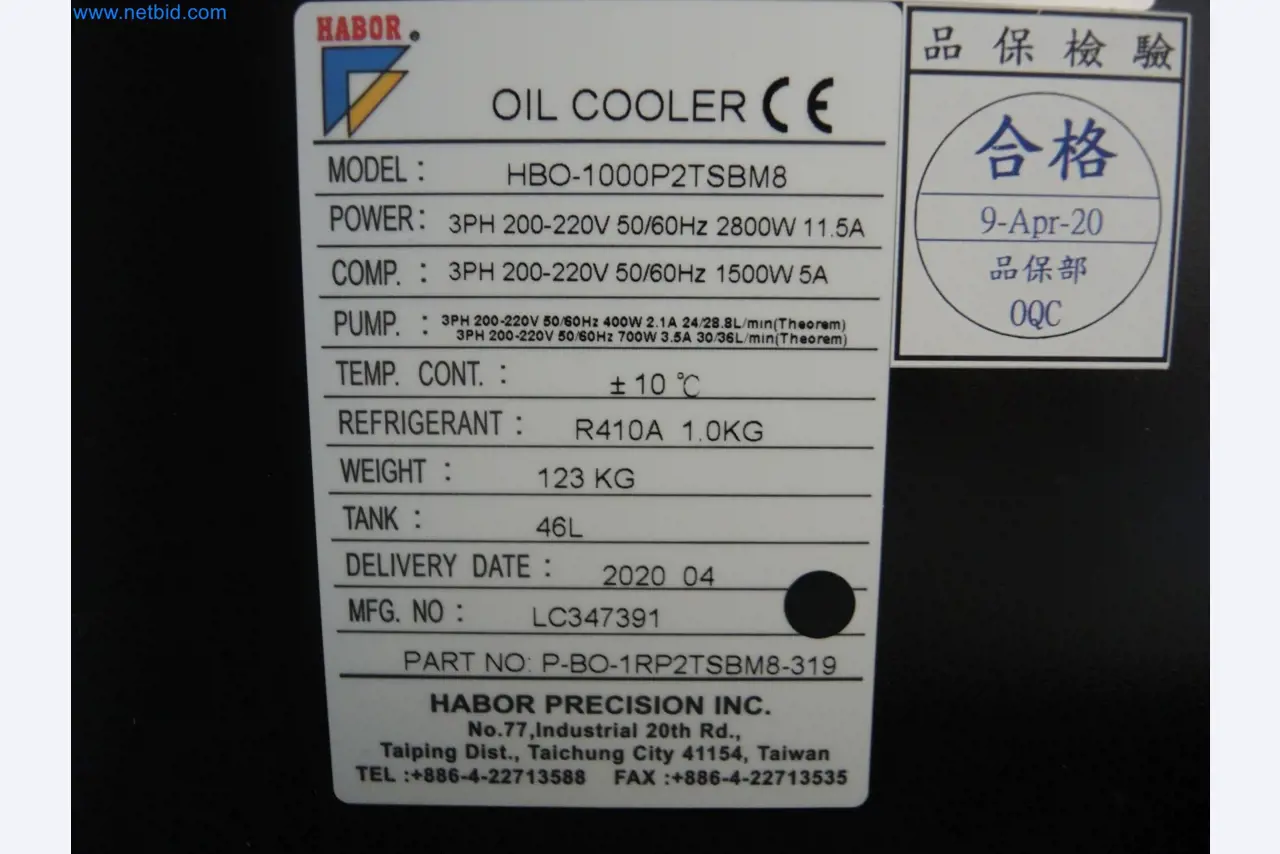 www.netbid.com
HABOR
OIL COOLER CE
MODEL : HBO-1000P2TSBM8
POWER : 3PH 200-220V 50/60Hz 2800W 11.5A
COMP. : 3PH 200-220V 50/60Hz 1500W 5A
PUMP. : 3PH 200-220V 50/60Hz 400W 2.1A 24/28.8L/min(Theorem)
3PH 200-220V 50/60Hz 700W 3.5A 30/36L/min(Theorem)
TEMP. CONT. : ±10 ℃
REFRIGERANT : R410A 1.0KG
WEIGHT : 123 KG
TANK : 46L
DELIVERY DATE : 2020 04
MFG. NO : LC347391
PART NO: P-BO-1RP2TSBM8-319
HABOR PRECISION INC.
No.77,Industrial 20th Rd.,
Taiping Dist., Taichung City 41154, Taiwan
TEL :+886-4-22713588 FAX :+886-4-22713535
品保檢驗
合格
9-Apr-20
品保部
OQC